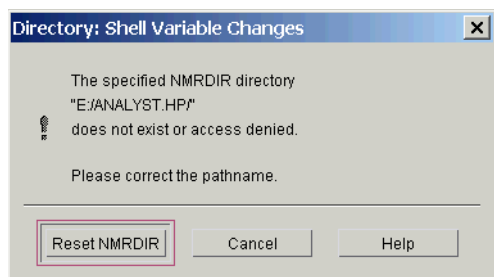 Directory: Shell Variable Changes
The specified NMRDIR directory
"E:/ANALYST.HP/"
does not exist or access denied.
Please correct the pathname.
Reset NMRDIR
Cancel
Help